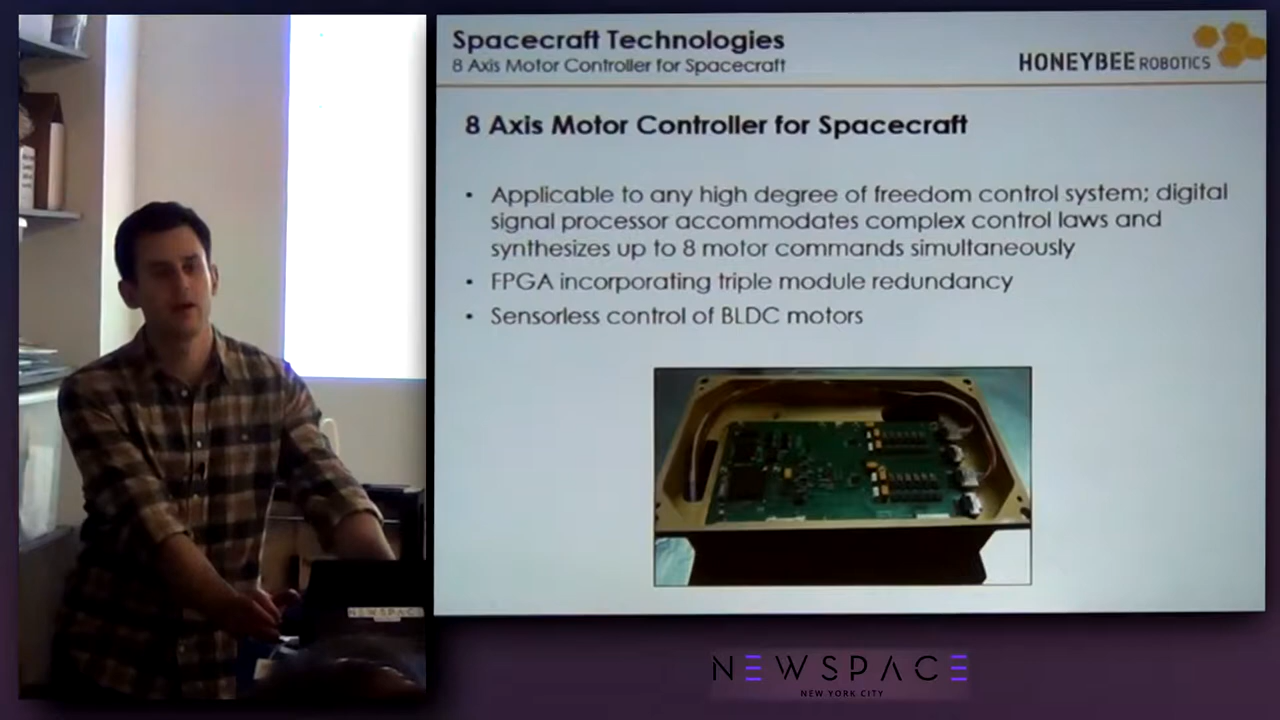 Spacecraft Technologies
8 Axis Motor Controller for Spacecraft
HONEYBEE ROBOTICS
8 Axis Motor Controller for Spacecraft
• Applicable to any high degree of freedom control system; digital
signal processor accommodates complex control laws and
synthesizes up to 8 motor commands simultaneously
• FPGA incorporating triple module redundancy
• Sensorless control of BLDC motors
NEWSPACE
NEWSPACE
NEW YORK CITY